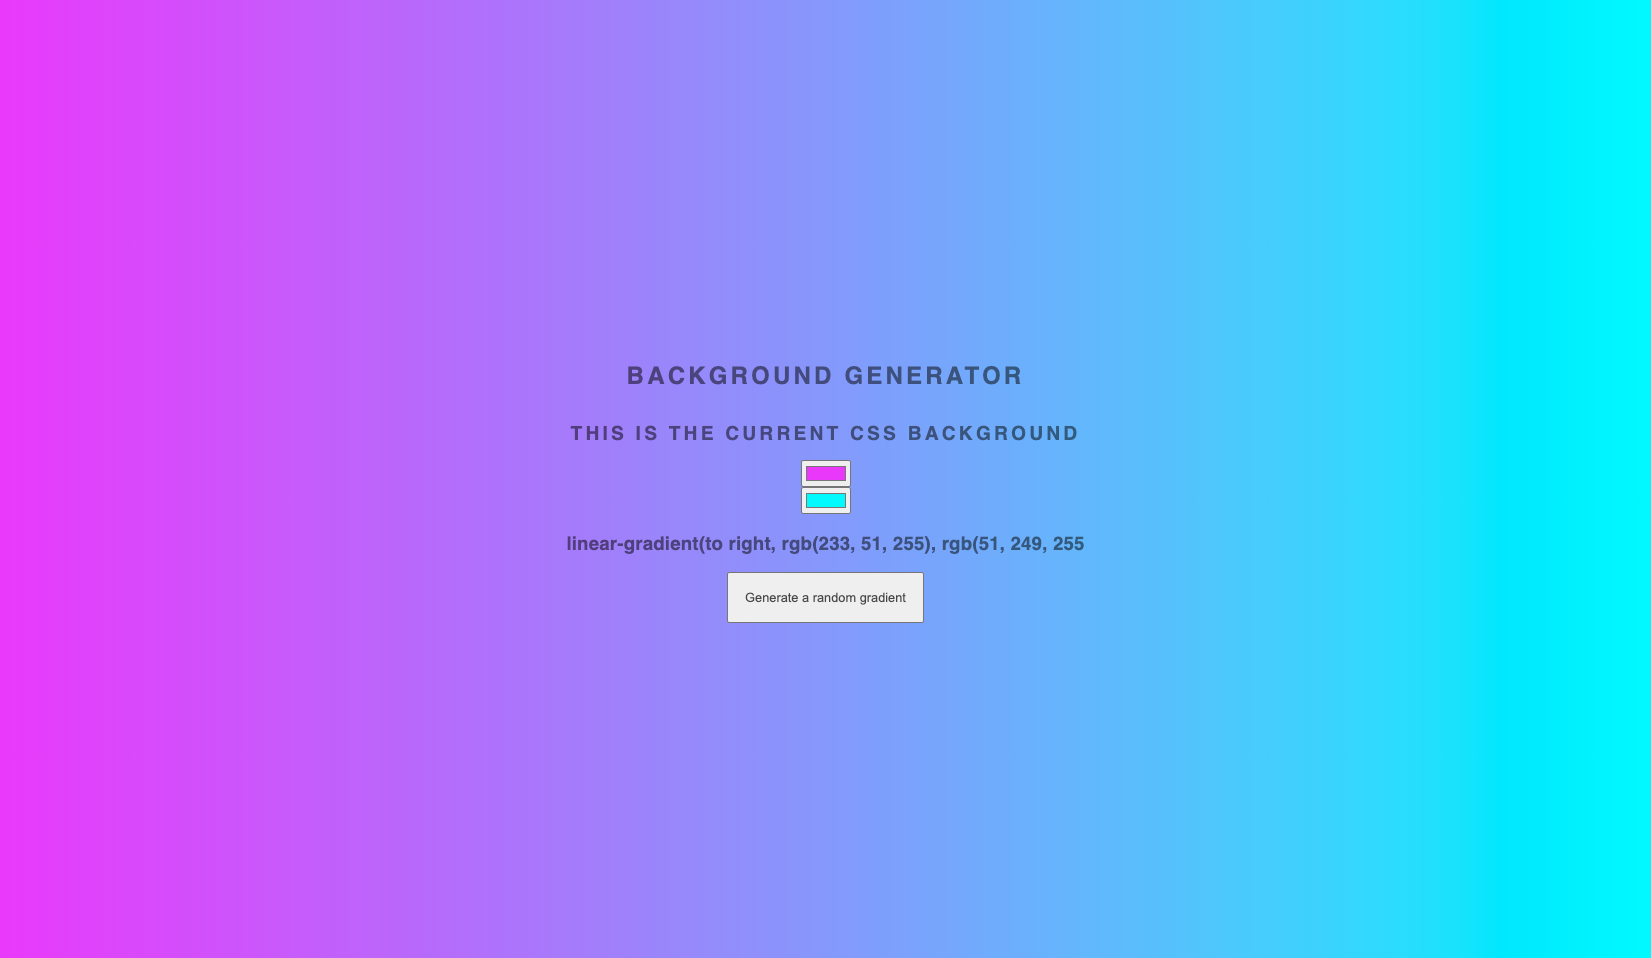 BACKGROUND GENERATOR
THIS IS THE CURRENT CSS BACKGROUND
linear-gradient(to right, rgb(233, 51, 255), rgb(51, 249, 255
Generate a random gradient